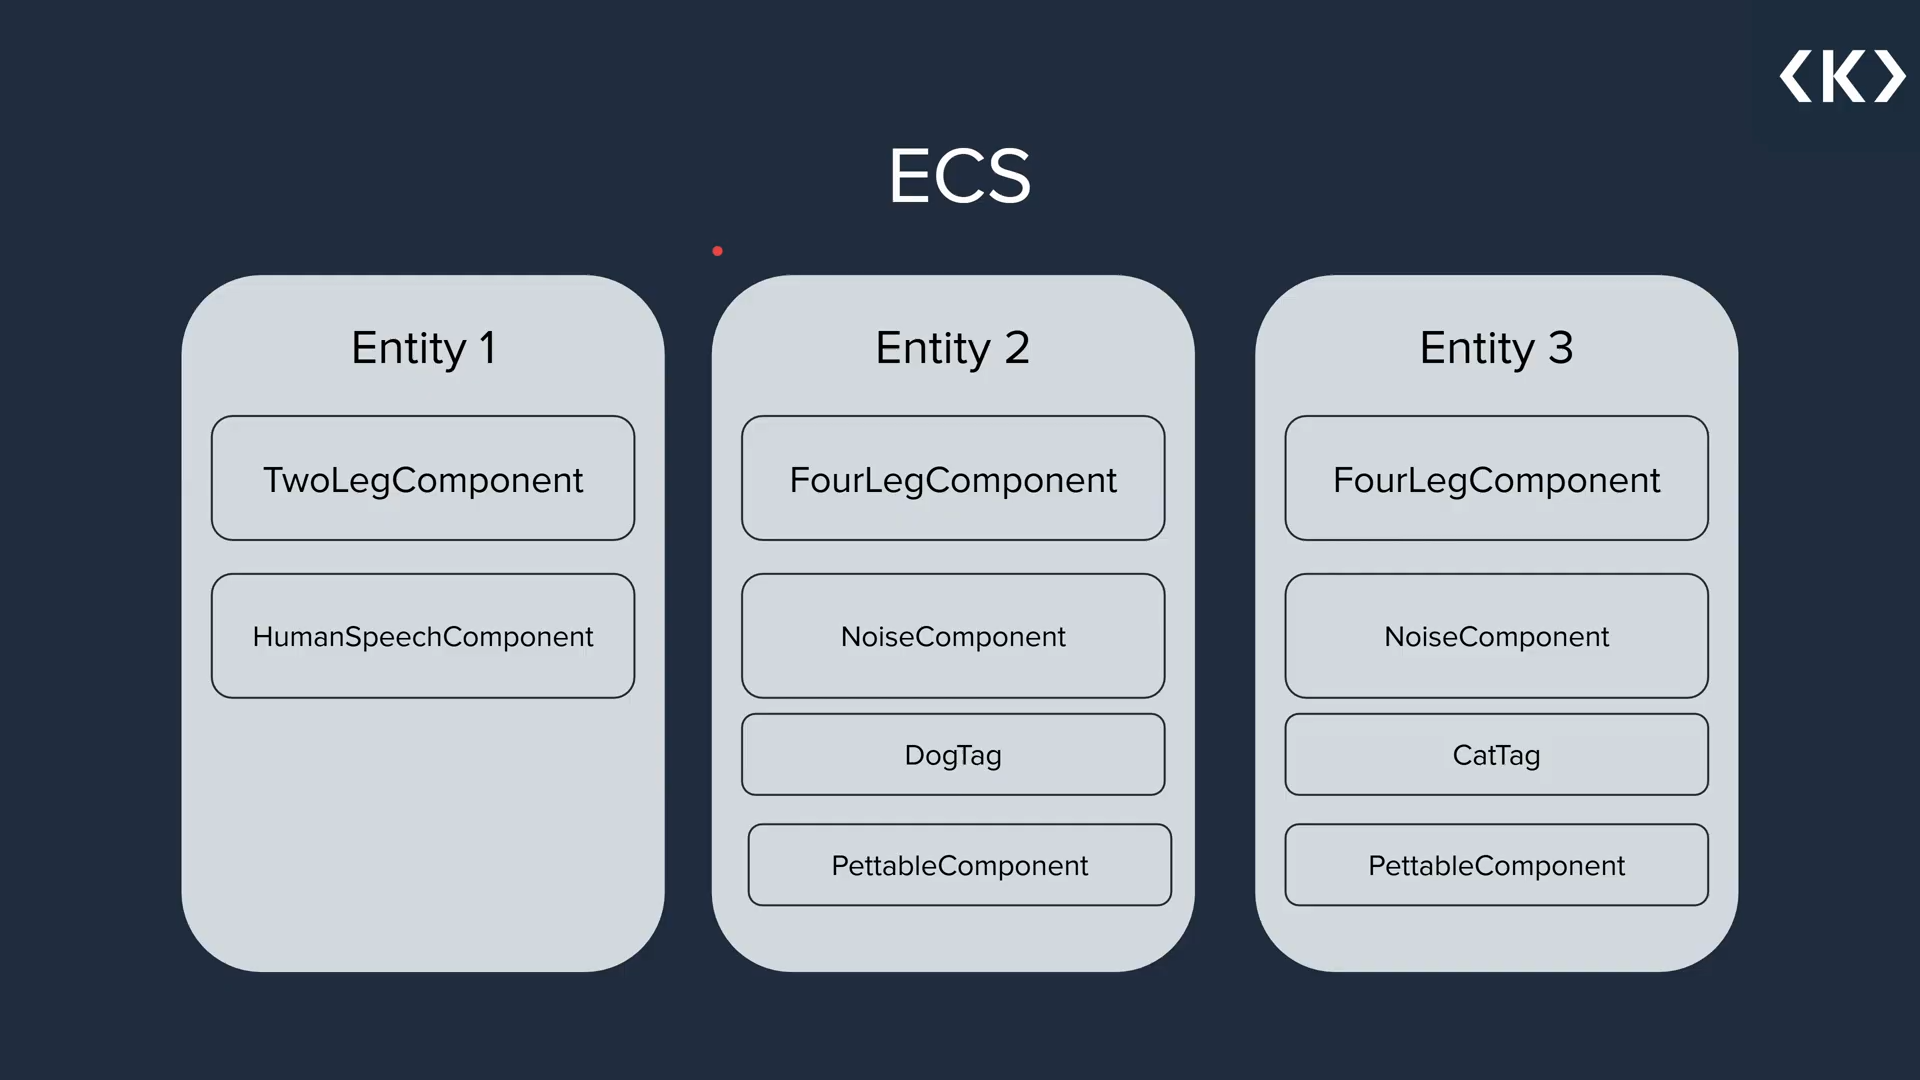 ‹K›
ECS
Entity 1
TwoLegComponent
HumanSpeechComponent
Entity 2
FourLegComponent
NoiseComponent
DogTag
PettableComponent
Entity 3
FourLegComponent
NoiseComponent
CatTag
PettableComponent